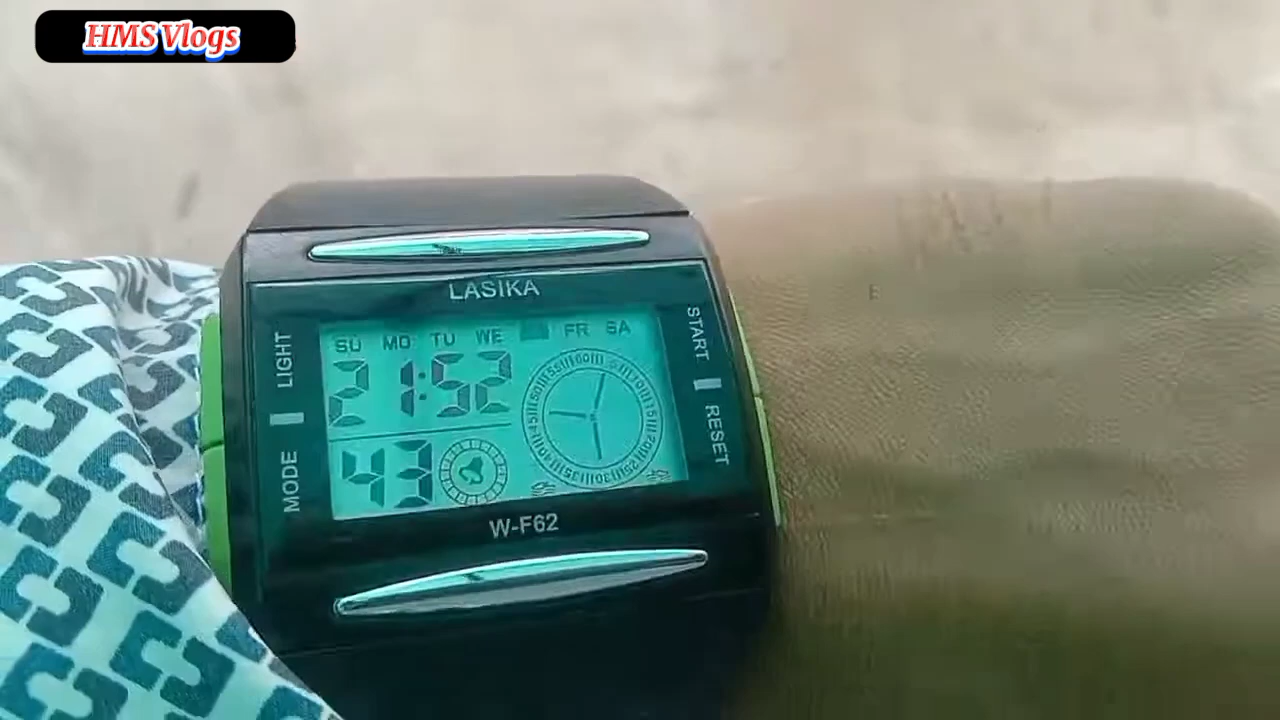 HMS Vlogs
LASIKA
LIGHT
MODE
START
RESET
SU MO TU WE FR SA
21:52
43
W-F62